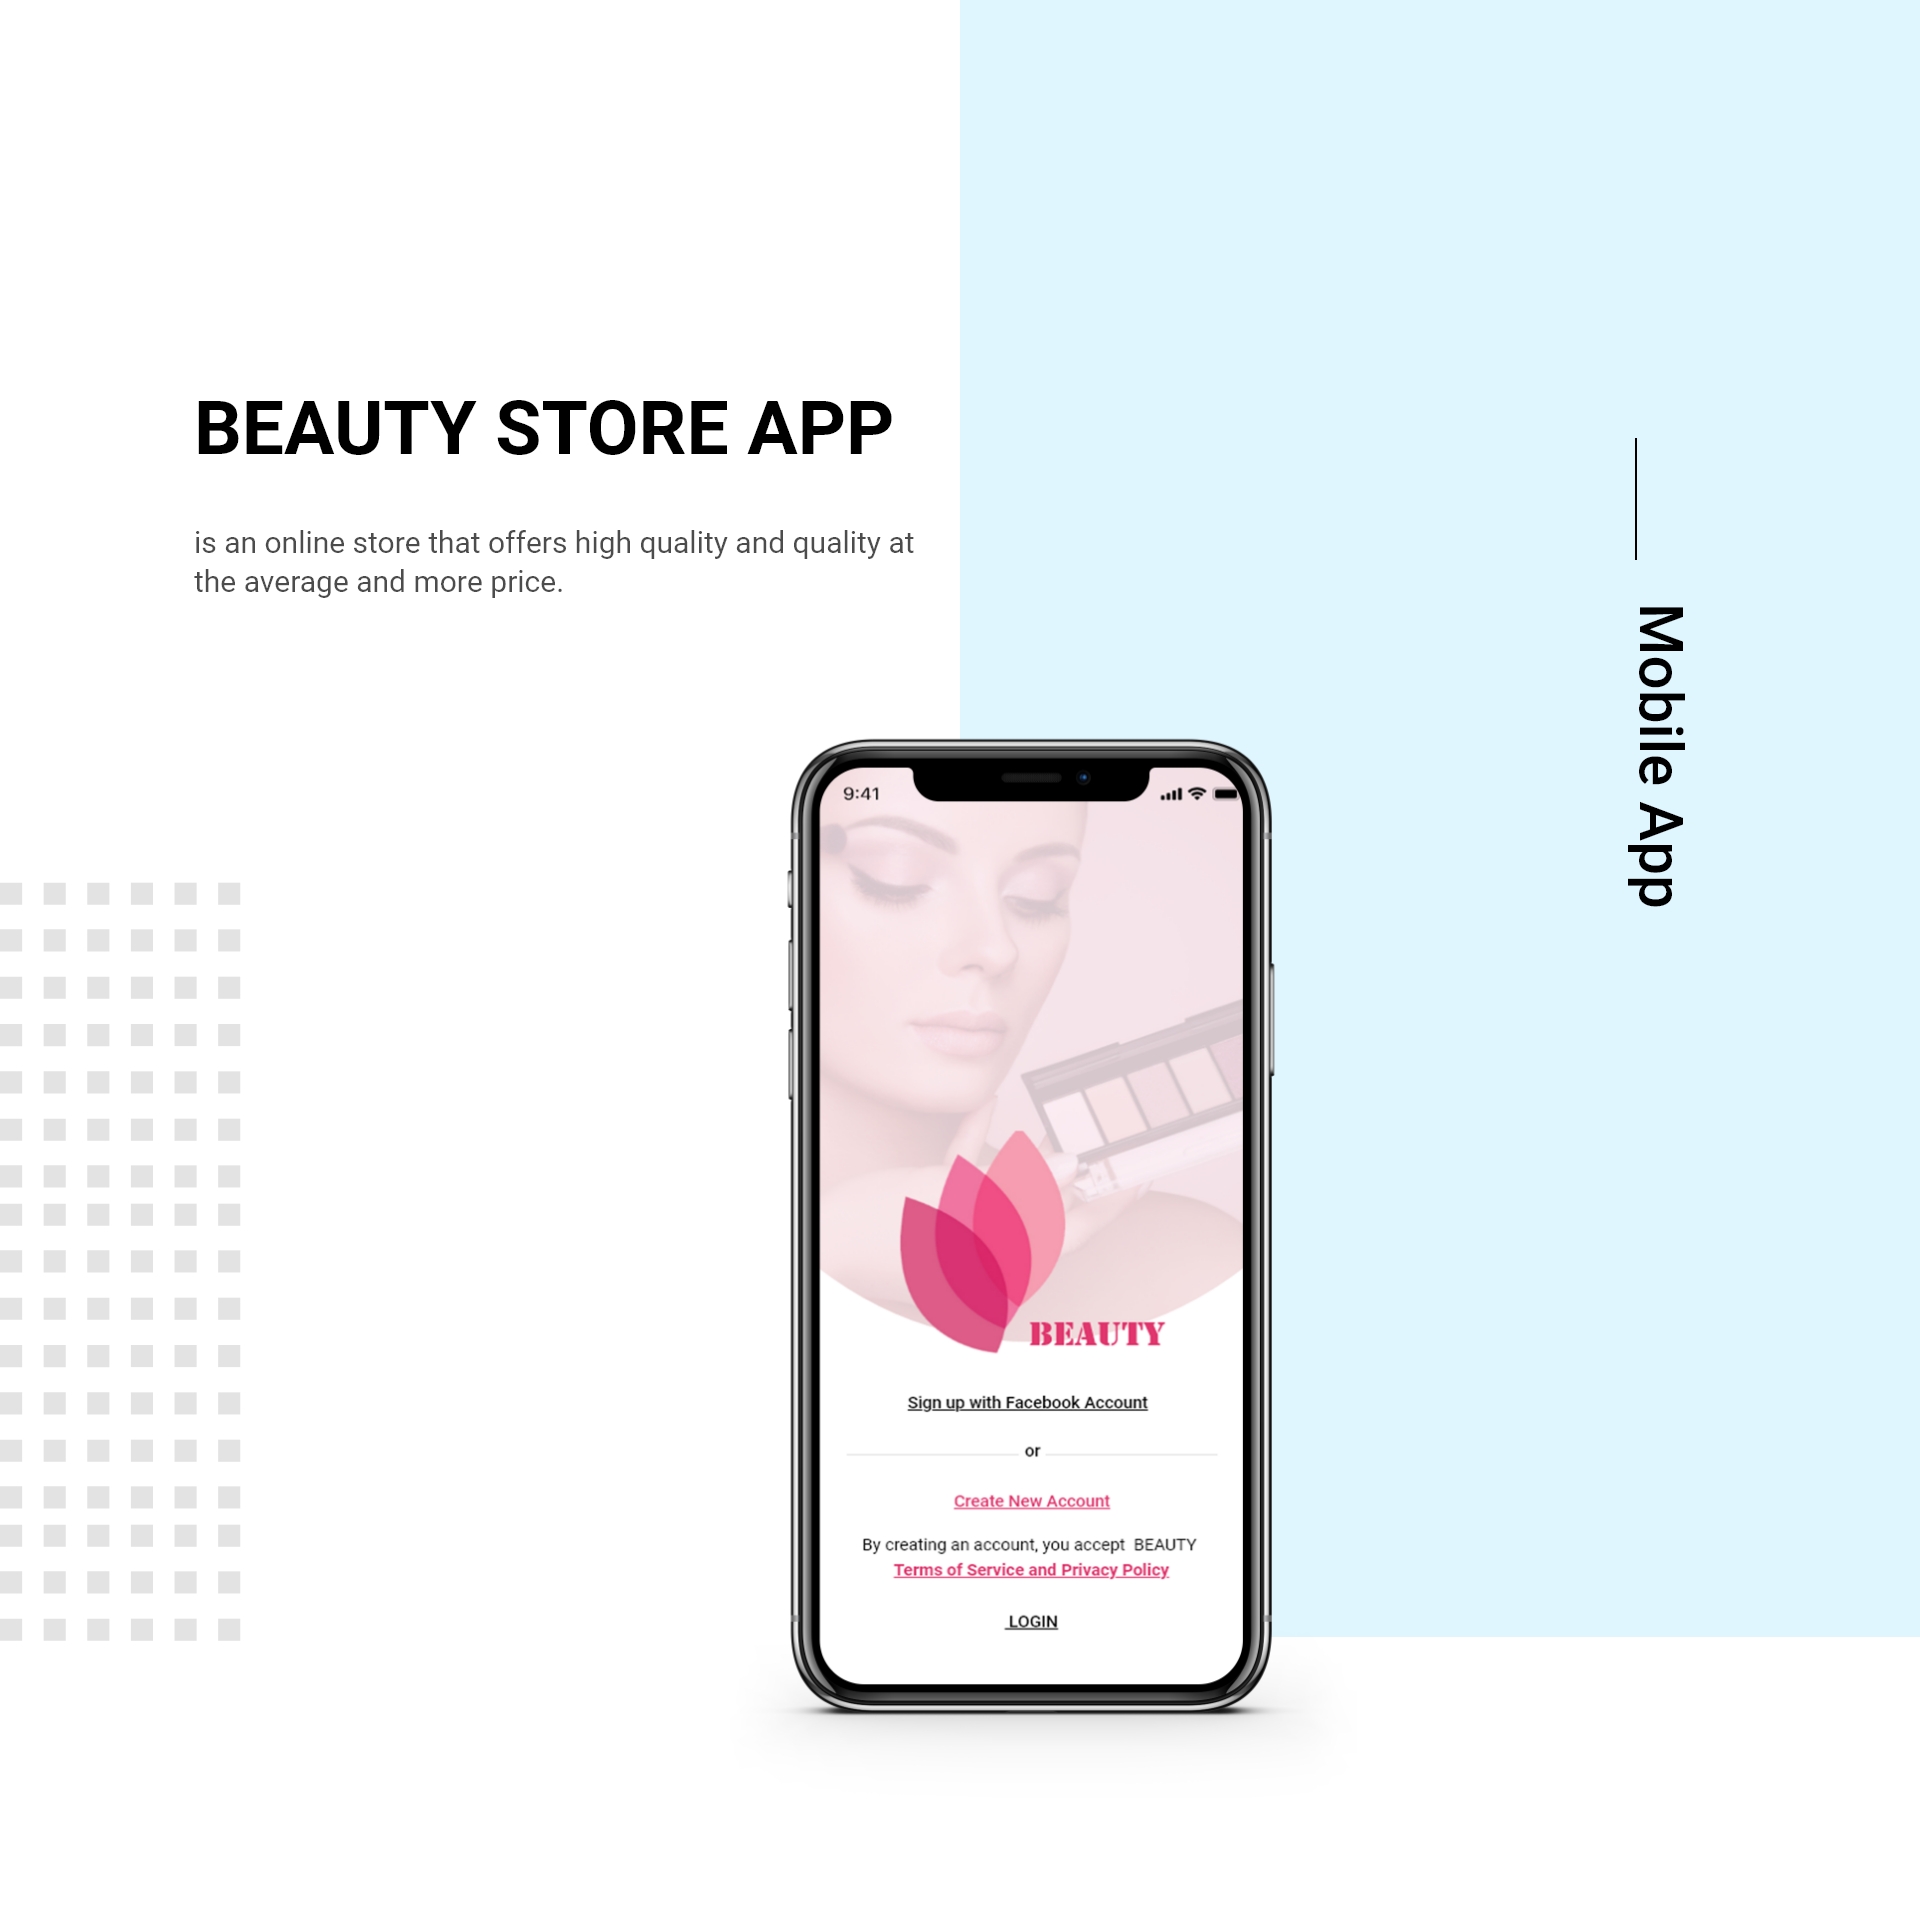 BEAUTY STORE APP
is an online store that offers high quality and quality at
the average and more price.
Mobile App
9:41
BEAUTY
Sign up with Facebook Account
or
Create New Account
By creating an account, you accept  BEAUTY
Terms of Service and Privacy Policy
LOGIN